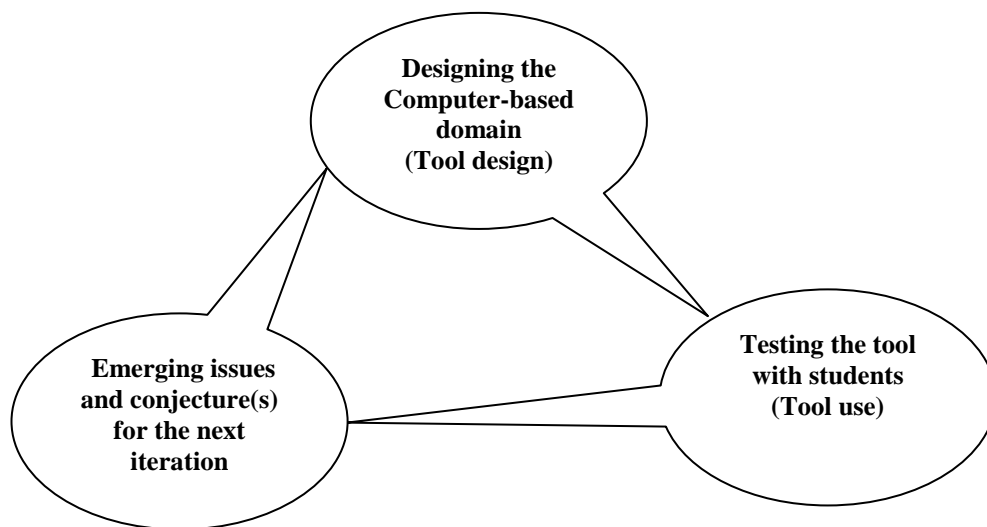 Designing the
Computer-based
domain
(Tool design)
Testing the tool
with students
(Tool use)
Emerging issues
and conjecture(s)
for the next
iteration